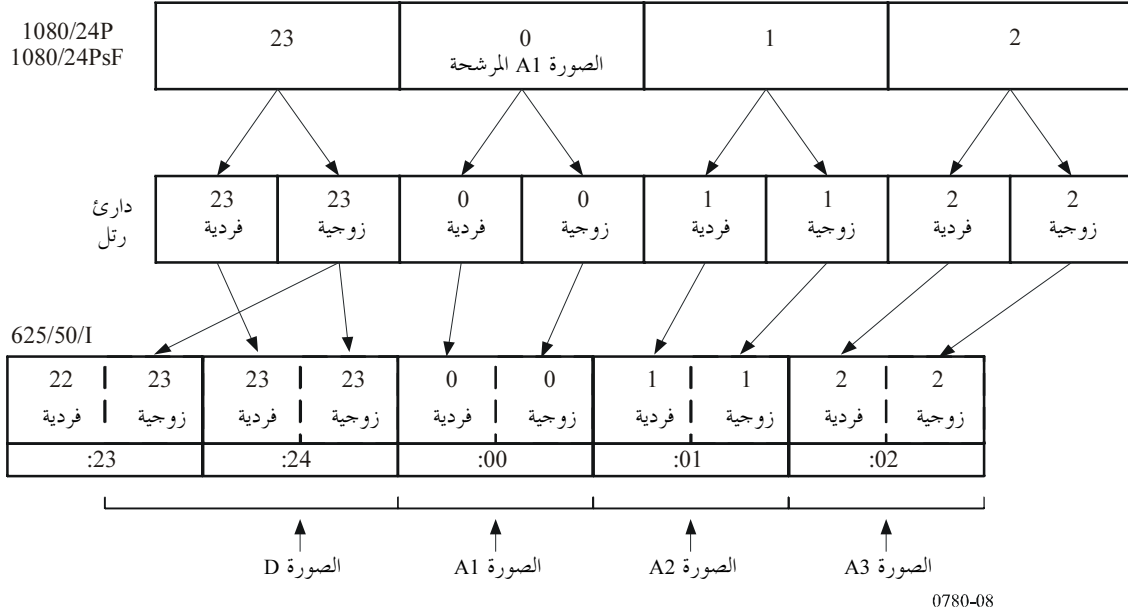 1080/24P
1080/24PsF
23 0 1 2
الصورة A1 المرشحة
دارئ
رتل
23 23 0 0 1 1 2 2
فردية زوجية فردية زوجية فردية زوجية فردية زوجية
625/50/I
22 23 23 23 0 0 1 1 2 2
فردية زوجية فردية زوجية فردية زوجية فردية زوجية فردية زوجية
:23 :24 :00 :01 :02
الصورة D الصورة A1 الصورة A2 الصورة A3
0780-08